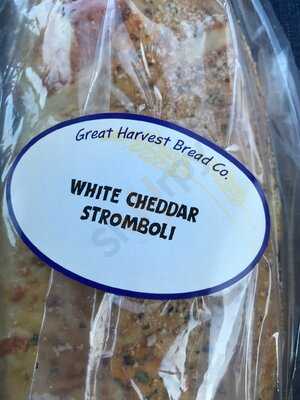 Great Harvest Bread Co.
WHITE CHEDDAR
STROMBOLI